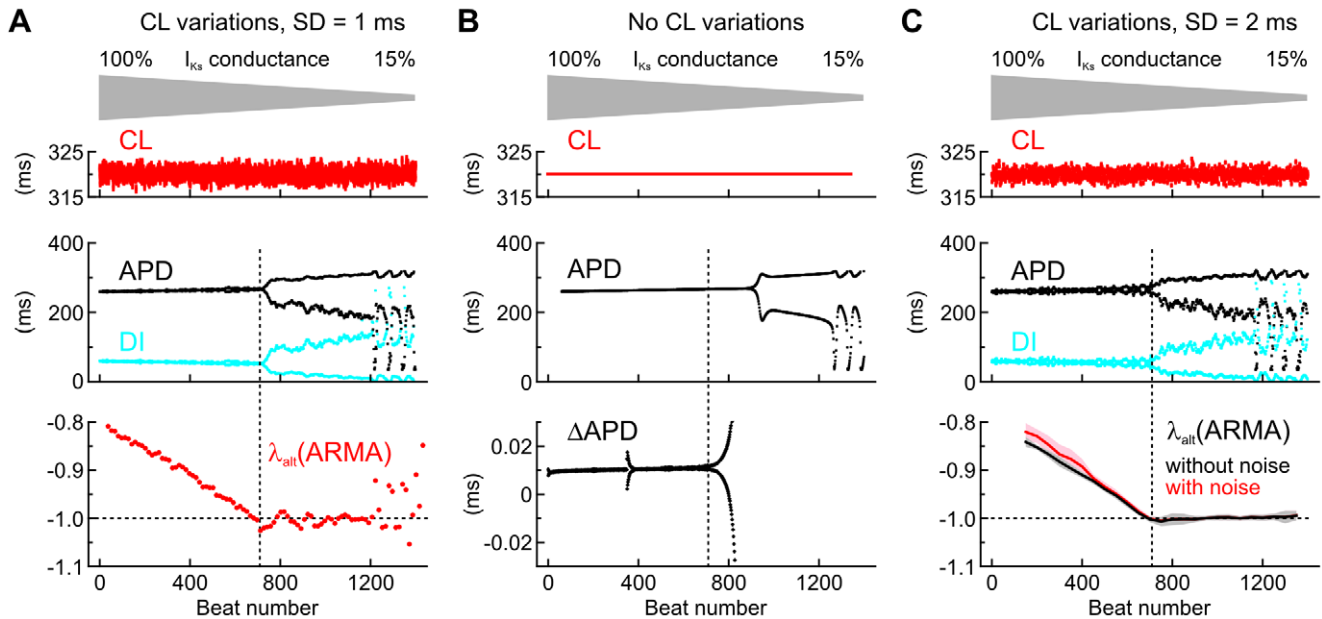 A
CL variations, SD = 1 ms
100% IKs conductance 15%
CL
325
315
(ms)
APD
DI
400
200
0
(ms)
λalt(ARMA)
-0.8
-0.9
-1.0
-1.1
0 400 800 1200
Beat number
B
No CL variations
100% IKs conductance 15%
CL
325
315
(ms)
APD
400
200
0
(ms)
ΔAPD
0.02
0
-0.02
(ms)
0 400 800 1200
Beat number
C
CL variations, SD = 2 ms
100% IKs conductance 15%
CL
325
315
(ms)
APD
DI
400
200
0
(ms)
λalt(ARMA)
without noise
with noise
-0.8
-0.9
-1.0
-1.1
0 400 800 1200
Beat number